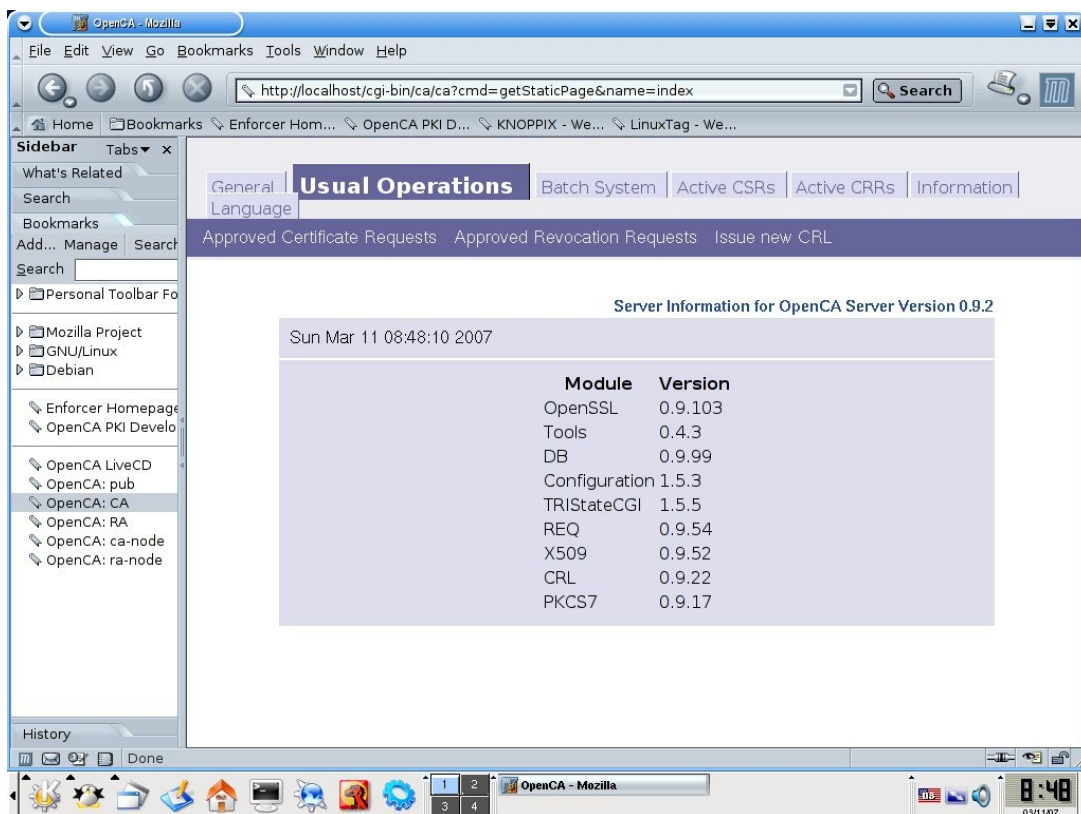 OpenCA - Mozilla
File Edit View Go Bookmarks Tools Window Help
http://localhost/cgi-bin/ca/ca?cmd=getStaticPage&name=index Search
Home Bookmarks Enforcer Hom... OpenCA PKI D... KNOPPIX - We... LinuxTag - We...
Sidebar Tabs x
What's Related
Search
Bookmarks
Add... Manage Search
Search
Personal Toolbar Fo
Mozilla Project
GNU/Linux
Debian
Enforcer Homepage
OpenCA PKI Develo
OpenCA LiveCD
OpenCA: pub
OpenCA: CA
OpenCA: RA
OpenCA: ca-node
OpenCA: ra-node
History
General Usual Operations Batch System Active CSRs Active CRRs Information
Language
Approved Certificate Requests Approved Revocation Requests Issue new CRL
Server Information for OpenCA Server Version 0.9.2
Sun Mar 11 08:48:10 2007
Module Version
OpenSSL 0.9.103
Tools 0.4.3
DB 0.9.99
Configuration 1.5.3
TRIStateCGI 1.5.5
REQ 0.9.54
X509 0.9.52
CRL 0.9.22
PKCS7 0.9.17
Done
1 2
3 4
OpenCA - Mozilla
US
8:48
03/11/07